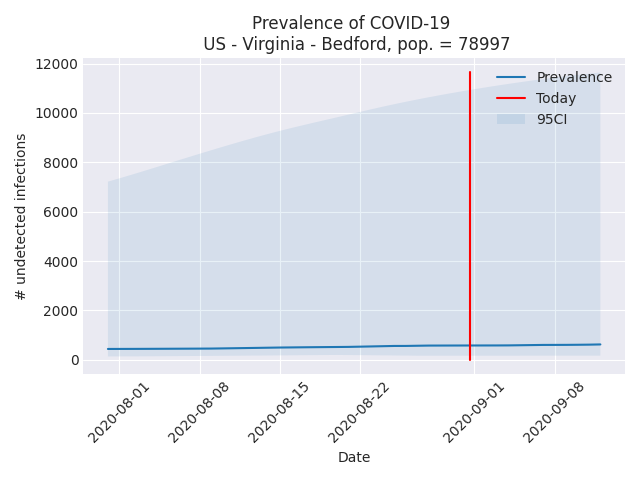 Prevalence of COVID-19
US - Virginia - Bedford, pop. = 78997
12000
10000
8000
6000
4000
2000
0
# undetected infections
Prevalence
Today
95CI
2020-08-01
2020-08-08
2020-08-15
2020-08-22
2020-09-01
2020-09-08
Date